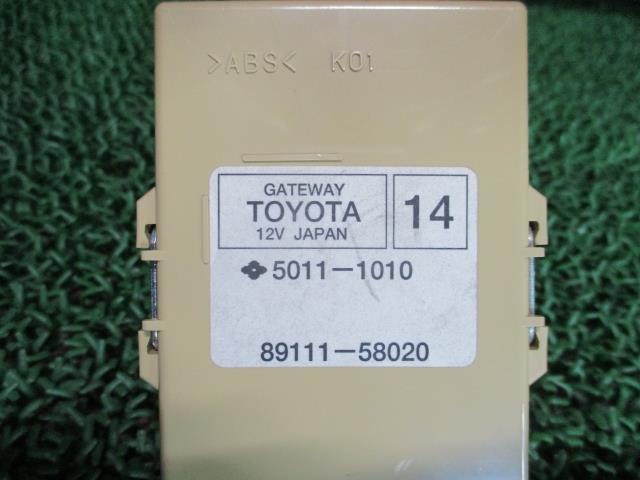 >ABS< K01
GATEWAY
TOYOTA 14
12V JAPAN
5011-1010
89111-58020